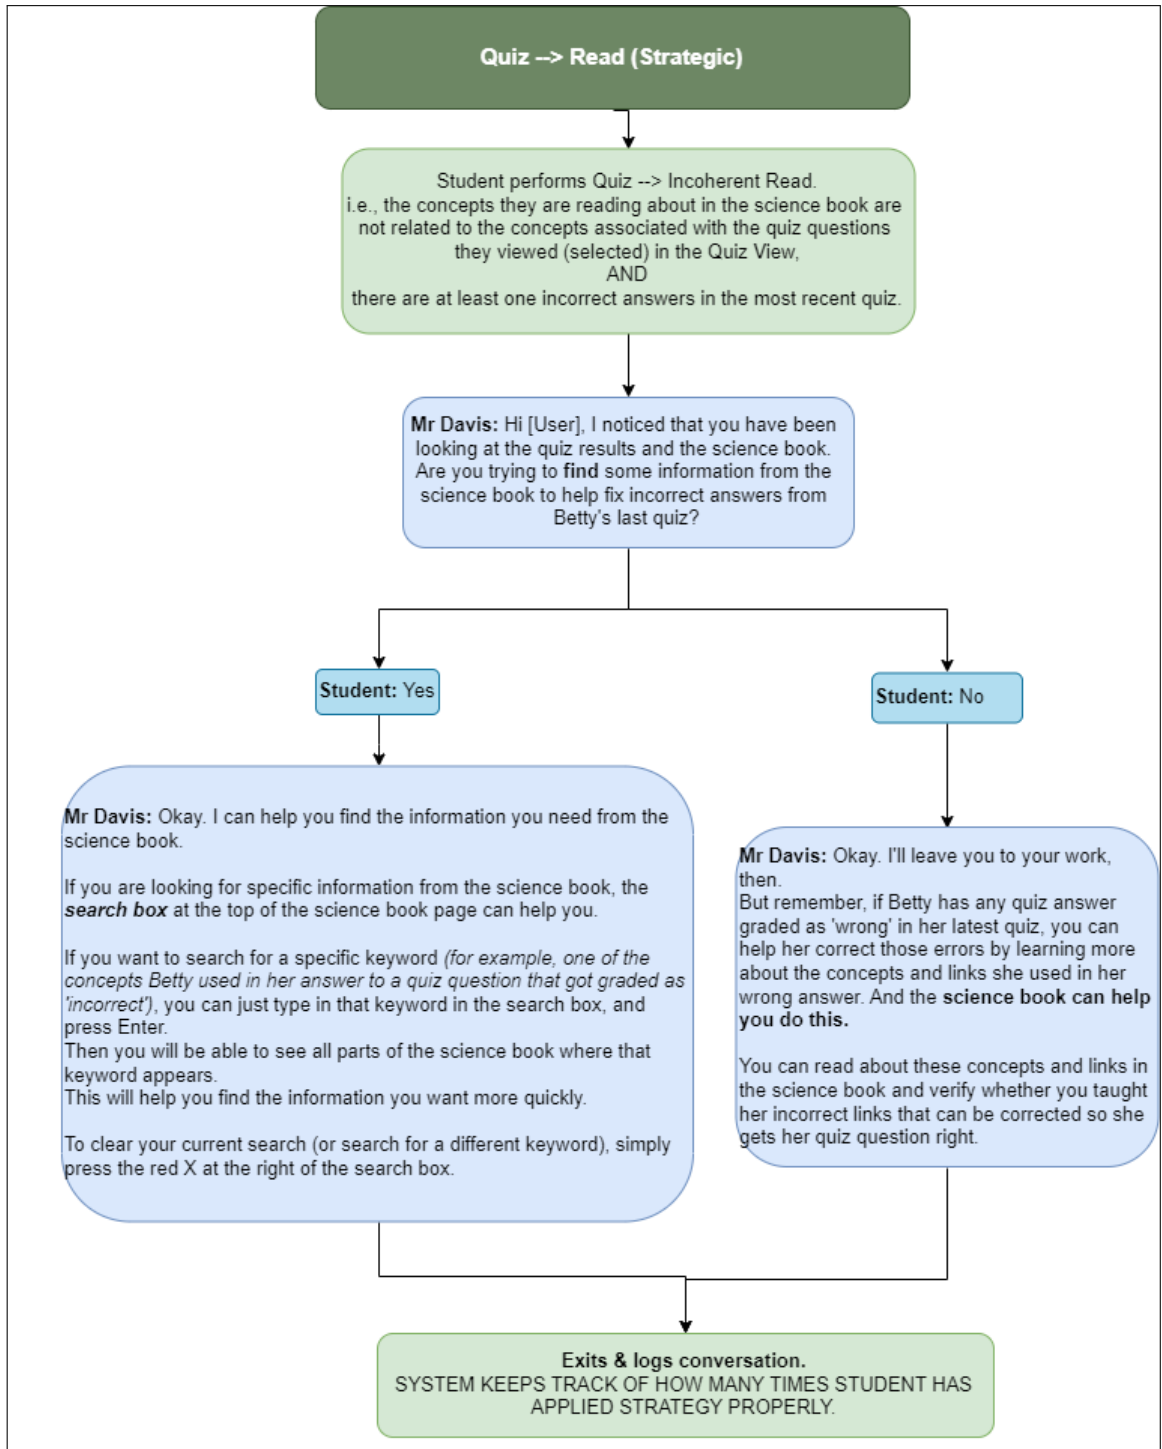 Quiz --> Read (Strategic)
Student performs Quiz --> Incoherent Read.
i.e., the concepts they are reading about in the science book are
not related to the concepts associated with the quiz questions
they viewed (selected) in the Quiz View,
AND
there are at least one incorrect answers in the most recent quiz.
Mr Davis: Hi [User], I noticed that you have been
looking at the quiz results and the science book.
Are you trying to find some information from the
science book to help fix incorrect answers from
Betty's last quiz?
Student: Yes
Student: No
Mr Davis: Okay. I can help you find the information you need from the
science book.
If you are looking for specific information from the science book, the
search box at the top of the science book page can help you.
If you want to search for a specific keyword (for example, one of the
concepts Betty used in her answer to a quiz question that got graded as
'incorrect'), you can just type in that keyword in the search box, and
press Enter.
Then you will be able to see all parts of the science book where that
keyword appears.
This will help you find the information you want more quickly.
To clear your current search (or search for a different keyword), simply
press the red X at the right of the search box.
Mr Davis: Okay. I'll leave you to your work,
then.
But remember, if Betty has any quiz answer
graded as 'wrong' in her latest quiz, you can
help her correct those errors by learning more
about the concepts and links she used in her
wrong answer. And the science book can help
you do this.
You can read about these concepts and links in
the science book and verify whether you taught
her incorrect links that can be corrected so she
gets her quiz question right.
Exits & logs conversation.
SYSTEM KEEPS TRACK OF HOW MANY TIMES STUDENT HAS
APPLIED STRATEGY PROPERLY.